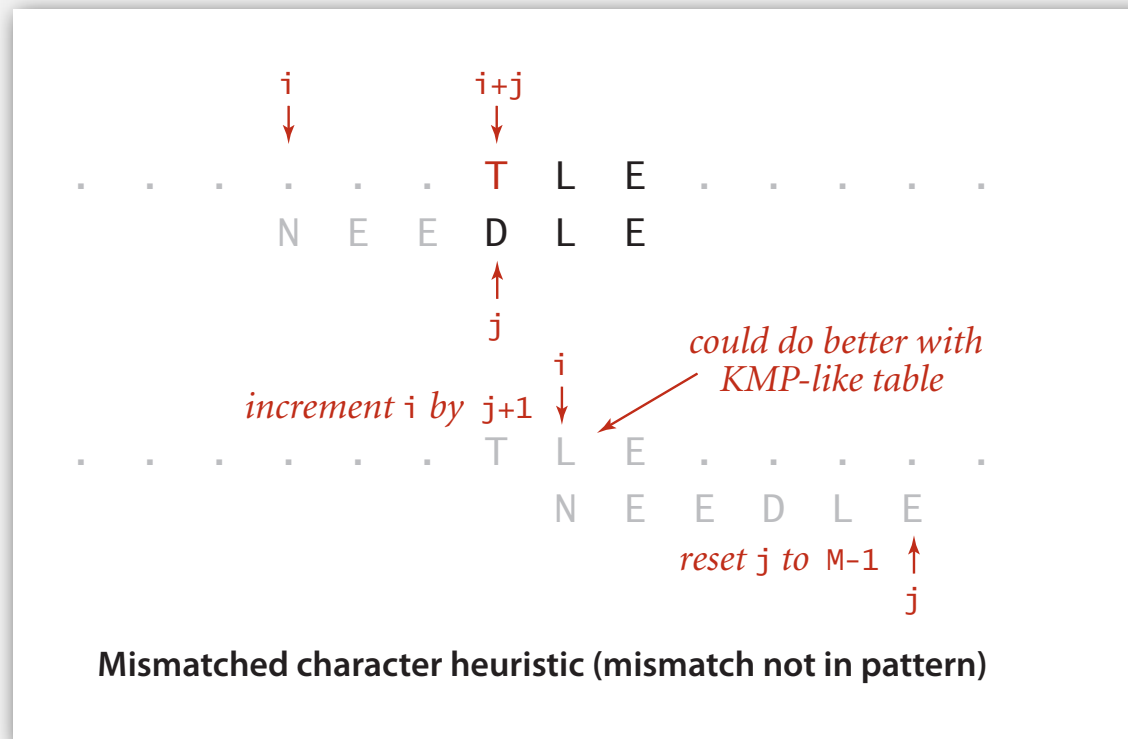 i i+j
. . . . . . . T L E . . . . .
N E E D L E
j
could do better with
KMP-like table
i
increment i by j+1
. . . . . . T L E . . . . .
N E E D L E
reset j to M-1
j
Mismatched character heuristic (mismatch not in pattern)